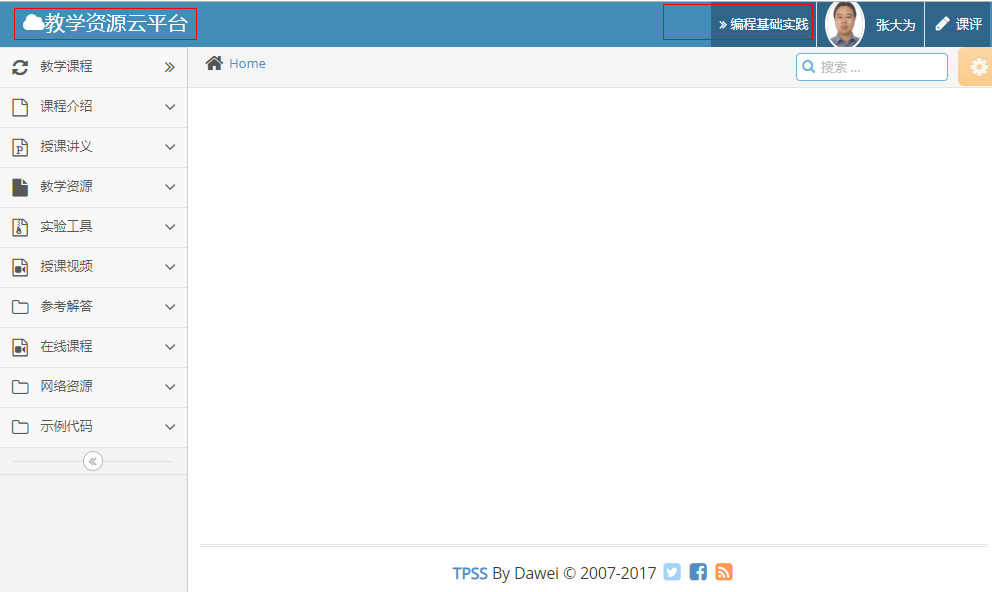 教学资源云平台
» 编程基础实践
张大为
课评
教学课程
Home
搜索 ...
课程介绍
授课讲义
教学资源
实验工具
授课视频
参考解答
在线课程
网络资源
示例代码
TPSS By Dawei © 2007-2017